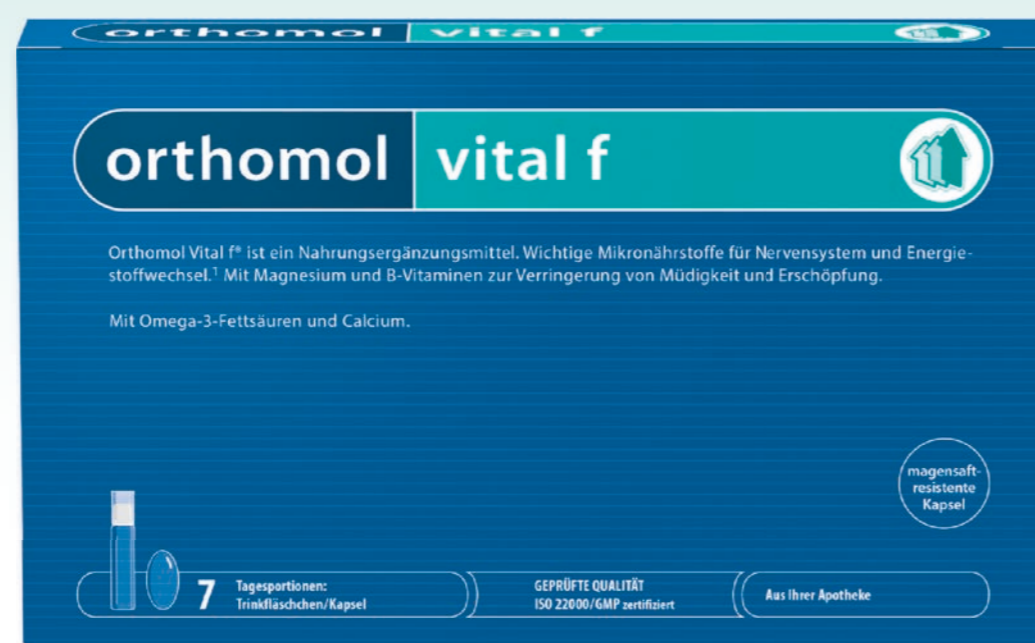 orthomol vital f
orthomol vital f
Orthomol Vital f® ist ein Nahrungsergänzungsmittel. Wichtige Mikronährstoffe für Nervensystem und Energie-
stoffwechsel.¹ Mit Magnesium und B-Vitaminen zur Verringerung von Müdigkeit und Erschöpfung.
Mit Omega-3-Fettsäuren und Calcium.
magensaft-
resistente
Kapsel
7 Tagesportionen:
Trinkfläschchen/Kapsel
GEPRÜFTE QUALITÄT
ISO 22000/GMP zertifiziert
Aus Ihrer Apotheke